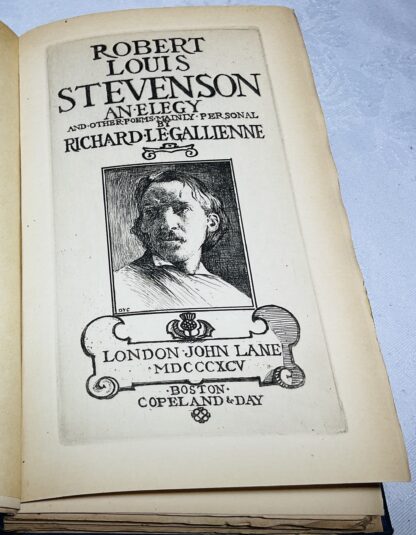 ROBERT
LOUIS
STEVENSON
AN·ELEGY
AND·OTHER·POEMS·MAINLY·PERSONAL
BY
RICHARD·LE·GALLIENNE
DYC
LONDON·JOHN LANE
·MDCCCXCV·
·BOSTON·
COPELAND & DAY